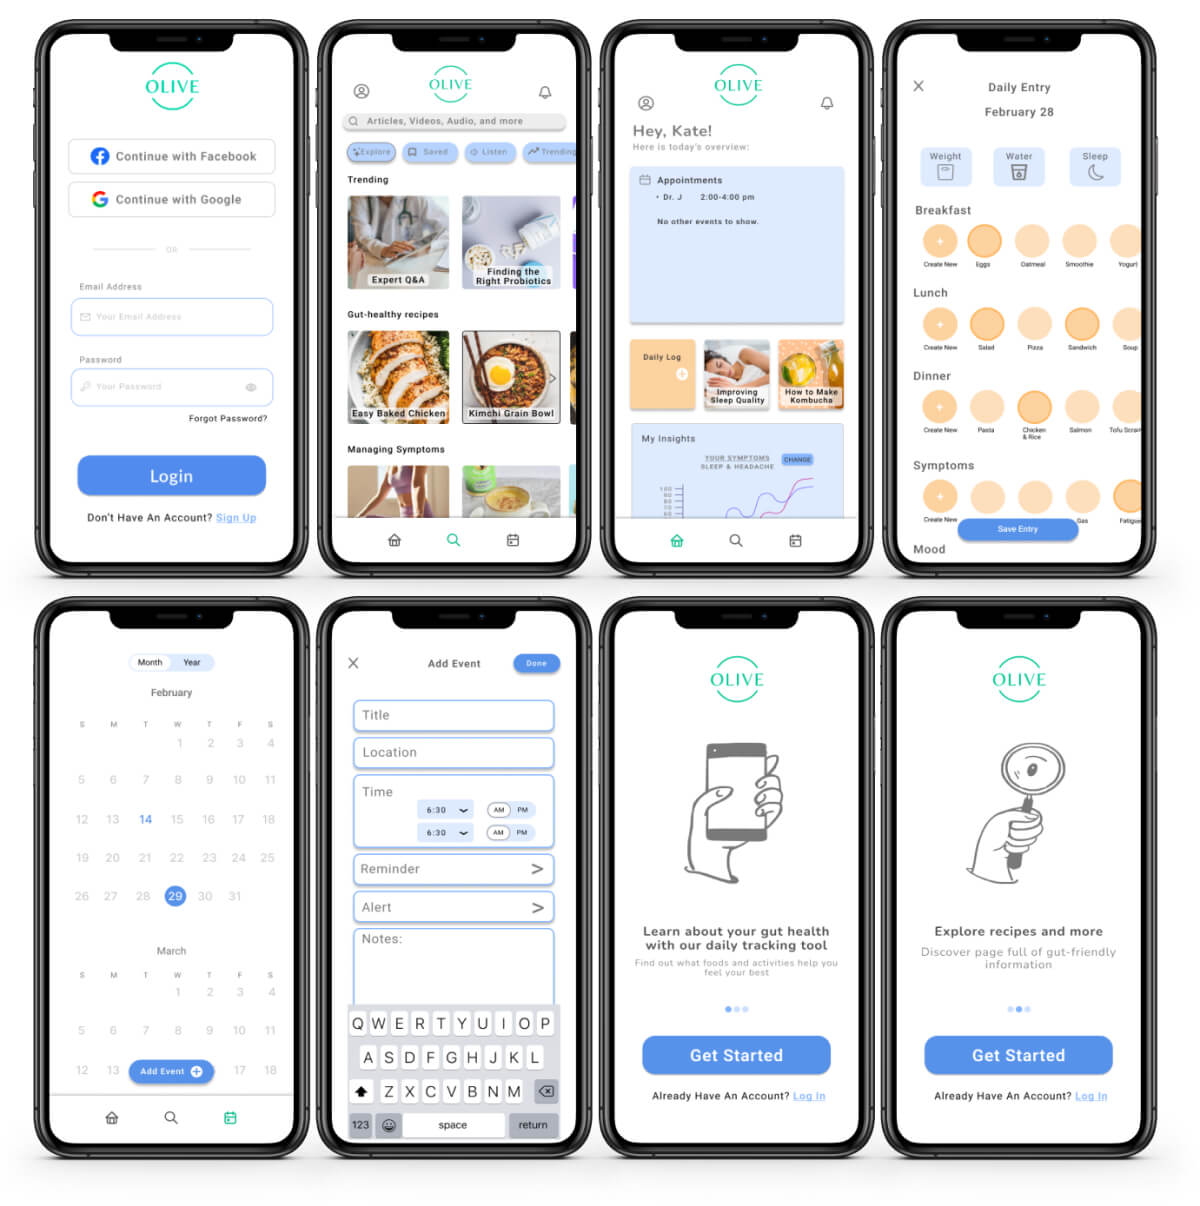 OLIVE
Continue with Facebook
Continue with Google
OR
Email Address
Your Email Address
Password
Your Password
Forgot Password?
Login
Don't Have An Account? Sign Up
OLIVE
Articles, Videos, Audio, and more
Explore Saved Listen Trending
Trending
Expert Q&A
Finding the
Right Probiotics
Gut-healthy recipes
Easy Baked Chicken
Kimchi Grain Bowl
Managing Symptoms
OLIVE
Hey, Kate!
Here is today's overview:
Appointments
• Dr. J 2:00-4:00 pm
No other events to show.
Daily Log
Improving
Sleep Quality
How to Make
Kombucha
My Insights
YOUR SYMPTOMS
SLEEP & HEADACHE
CHANGE
100
90
80
70
60
Daily Entry
February 28
Weight Water Sleep
Breakfast
Create New Eggs Oatmeal Smoothie Yogurt
Lunch
Create New Salad Pizza Sandwich Soup
Dinner
Create New Pasta Chicken
& Rice Salmon Tofu Scram
Symptoms
Create New Gas Fatigue
Save Entry
Mood
Month Year
February
S M T W T F S
1 2 3 4
5 6 7 8 9 10 11
12 13 14 15 16 17 18
19 20 21 22 23 24 25
26 27 28 29 30 31
March
S M T W T F S
1 2 3 4
5 6 7 8 9 10 11
12 13 17 18
Add Event
Add Event
Done
Title
Location
Time
6:30 AM PM
6:30 AM PM
Reminder >
Alert >
Notes:
Q W E R T Y U I O P
A S D F G H J K L
Z X C V B N M
123 space return
OLIVE
Learn about your gut health
with our daily tracking tool
Find out what foods and activities help you
feel your best
Get Started
Already Have An Account? Log In
OLIVE
Explore recipes and more
Discover page full of gut-friendly
information
Get Started
Already Have An Account? Log In